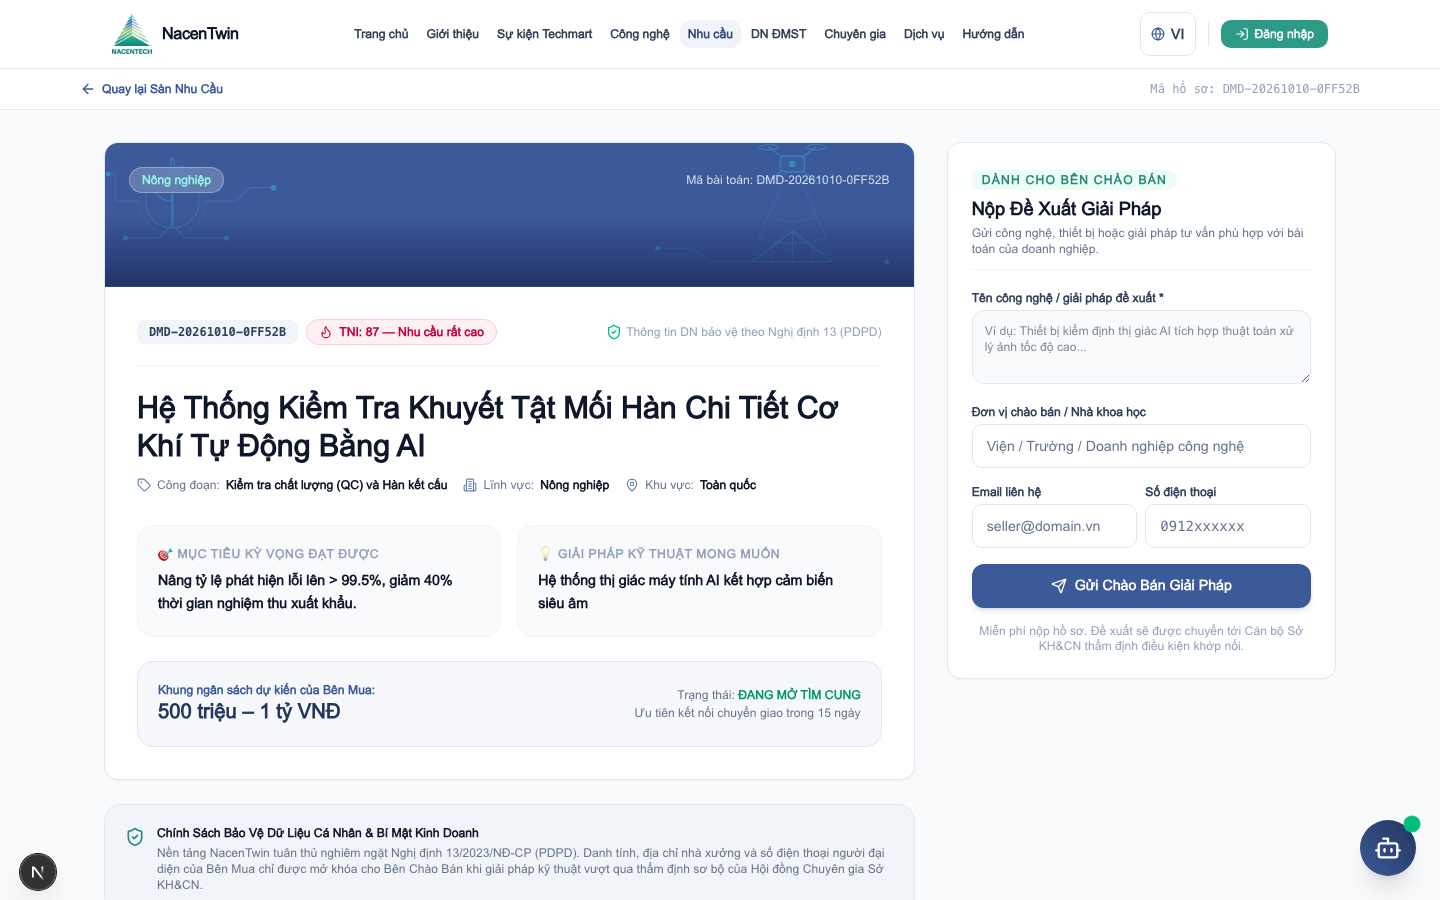 NACENTECH
NacenTwin
Trang chủ
Giới thiệu
Sự kiện Techmart
Công nghệ
Nhu cầu
DN ĐMST
Chuyên gia
Dịch vụ
Hướng dẫn
VI
Đăng nhập
Quay lại Sàn Nhu Cầu
Mã hồ sơ: DMD-20261010-0FF52B
Nông nghiệp
Mã bài toán: DMD-20261010-0FF52B
DMD-20261010-0FF52B
TNI: 87 — Nhu cầu rất cao
Thông tin DN bảo vệ theo Nghị định 13 (PDPD)
Hệ Thống Kiểm Tra Khuyết Tật Mối Hàn Chi Tiết Cơ
Khí Tự Động Bằng AI
Công đoạn: Kiểm tra chất lượng (QC) và Hàn kết cấu
Lĩnh vực: Nông nghiệp
Khu vực: Toàn quốc
MỤC TIÊU KỲ VỌNG ĐẠT ĐƯỢC
Nâng tỷ lệ phát hiện lỗi lên > 99.5%, giảm 40%
thời gian nghiệm thu xuất khẩu.
GIẢI PHÁP KỸ THUẬT MONG MUỐN
Hệ thống thị giác máy tính AI kết hợp cảm biến
siêu âm
Khung ngân sách dự kiến của Bên Mua:
500 triệu – 1 tỷ VNĐ
Trạng thái: ĐANG MỞ TÌM CUNG
Ưu tiên kết nối chuyển giao trong 15 ngày
Chính Sách Bảo Vệ Dữ Liệu Cá Nhân & Bí Mật Kinh Doanh
Nền tảng NacenTwin tuân thủ nghiêm ngặt Nghị định 13/2023/NĐ-CP (PDPD). Danh tính, địa chỉ nhà xưởng và số điện thoại người đại
diện của Bên Mua chỉ được mở khóa cho Bên Chào Bán khi giải pháp kỹ thuật vượt qua thẩm định sơ bộ của Hội đồng Chuyên gia Sở
KH&CN.
DÀNH CHO BÊN CHÀO BÁN
Nộp Đề Xuất Giải Pháp
Gửi công nghệ, thiết bị hoặc giải pháp tư vấn phù hợp với bài
toán của doanh nghiệp.
Tên công nghệ / giải pháp đề xuất *
Ví dụ: Thiết bị kiểm định thị giác AI tích hợp thuật toán xử
lý ảnh tốc độ cao...
Đơn vị chào bán / Nhà khoa học
Viện / Trường / Doanh nghiệp công nghệ
Email liên hệ
Số điện thoại
seller@domain.vn
0912xxxxxx
Gửi Chào Bán Giải Pháp
Miễn phí nộp hồ sơ. Đề xuất sẽ được chuyển tới Cán bộ Sở
KH&CN thẩm định điều kiện khớp nối.
N